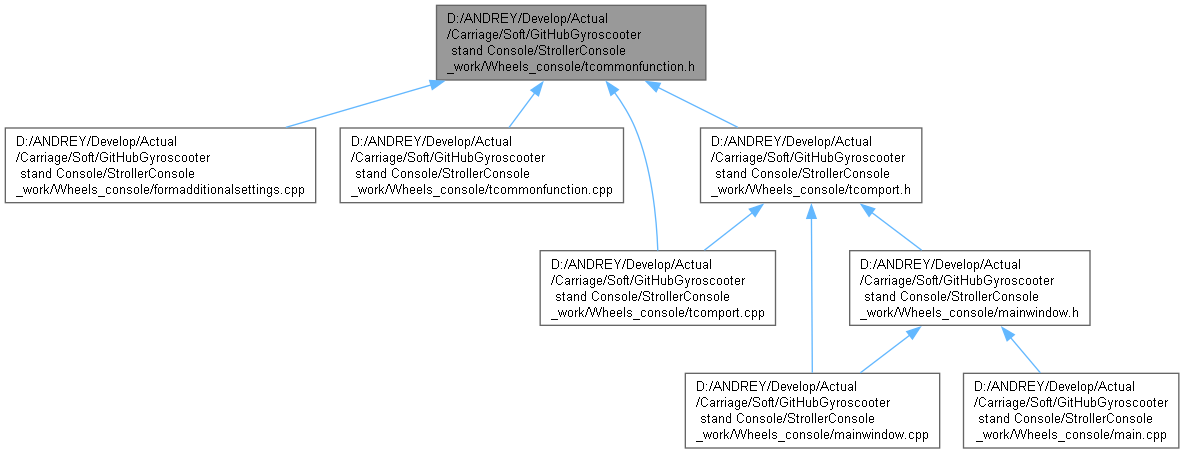 D:/ANDREY/Develop/Actual
/Carriage/Soft/GitHubGyroscooter
stand Console/StrollerConsole
_work/Wheels_console/tcommonfunction.h
D:/ANDREY/Develop/Actual
/Carriage/Soft/GitHubGyroscooter
stand Console/StrollerConsole
_work/Wheels_console/formadditionalsettings.cpp
D:/ANDREY/Develop/Actual
/Carriage/Soft/GitHubGyroscooter
stand Console/StrollerConsole
_work/Wheels_console/tcommonfunction.cpp
D:/ANDREY/Develop/Actual
/Carriage/Soft/GitHubGyroscooter
stand Console/StrollerConsole
_work/Wheels_console/tcomport.h
D:/ANDREY/Develop/Actual
/Carriage/Soft/GitHubGyroscooter
stand Console/StrollerConsole
_work/Wheels_console/tcomport.cpp
D:/ANDREY/Develop/Actual
/Carriage/Soft/GitHubGyroscooter
stand Console/StrollerConsole
_work/Wheels_console/mainwindow.h
D:/ANDREY/Develop/Actual
/Carriage/Soft/GitHubGyroscooter
stand Console/StrollerConsole
_work/Wheels_console/mainwindow.cpp
D:/ANDREY/Develop/Actual
/Carriage/Soft/GitHubGyroscooter
stand Console/StrollerConsole
_work/Wheels_console/main.cpp